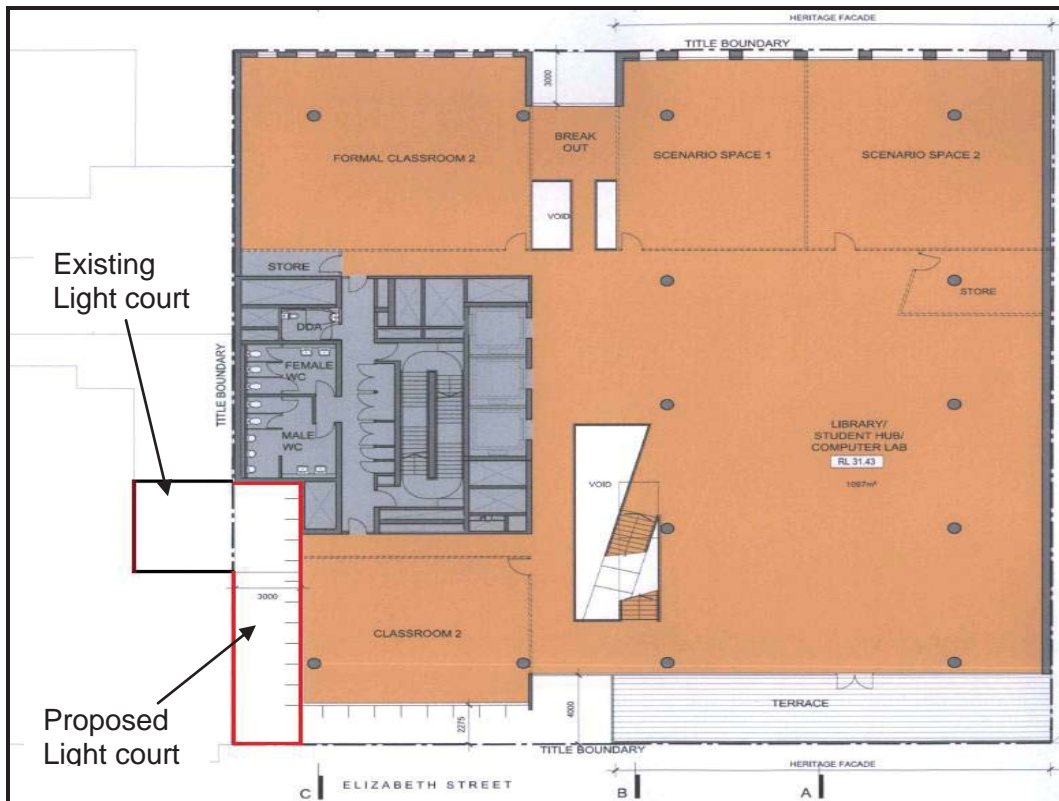 HERITAGE FACADE
TITLE BOUNDARY
3000
BREAK
OUT
FORMAL CLASSROOM 2
SCENARIO SPACE 1
SCENARIO SPACE 2
VOID
Existing
Light court
STORE
STORE
DDA
TITLE BOUNDARY
FEMALE
WC
MALE
WC
LIBRARY/
STUDENT HUB/
COMPUTER LAB
RL 31.43
1097m²
VOID
3000
CLASSROOM 2
Proposed
Light court
2275
4000
TERRACE
TITLE BOUNDARY
HERITAGE FACADE
C
ELIZABETH STREET
B
A